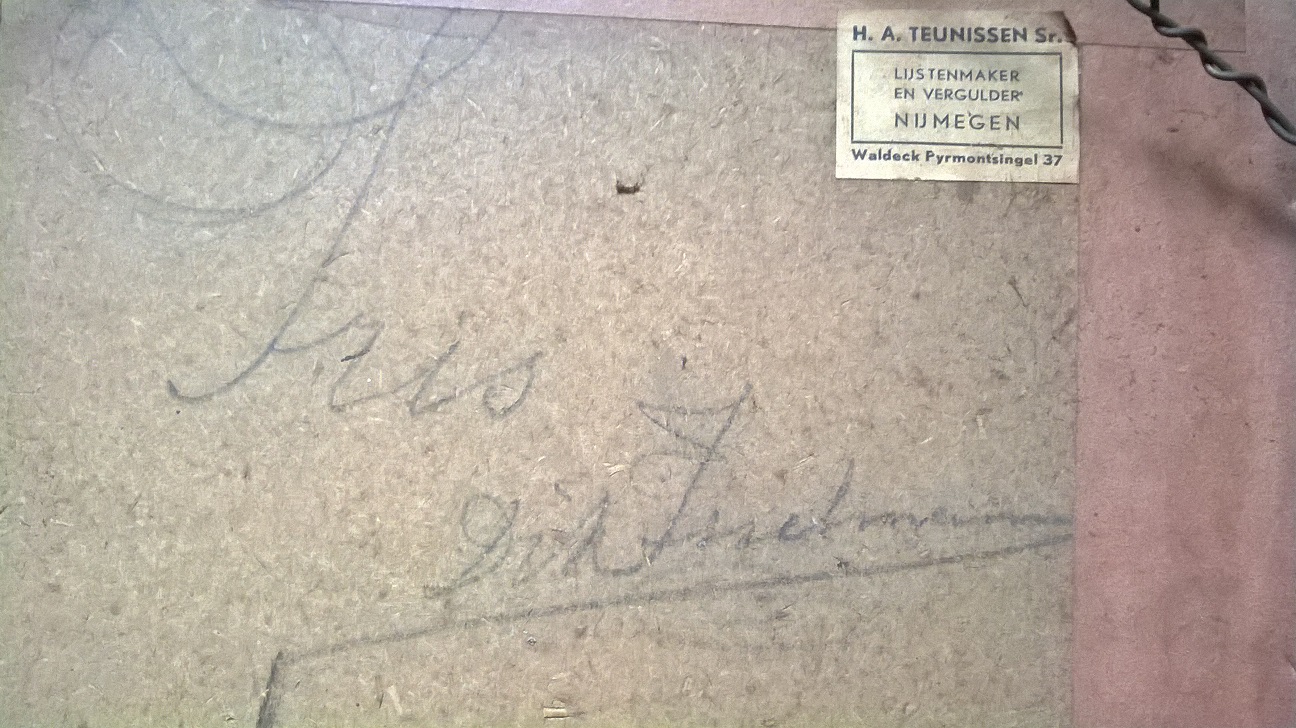 H. A. TEUNISSEN Sr.
LIJSTENMAKER
EN VERGULDER
NIJMEGEN
Waldeck Pyrmontsingel 37
Iris